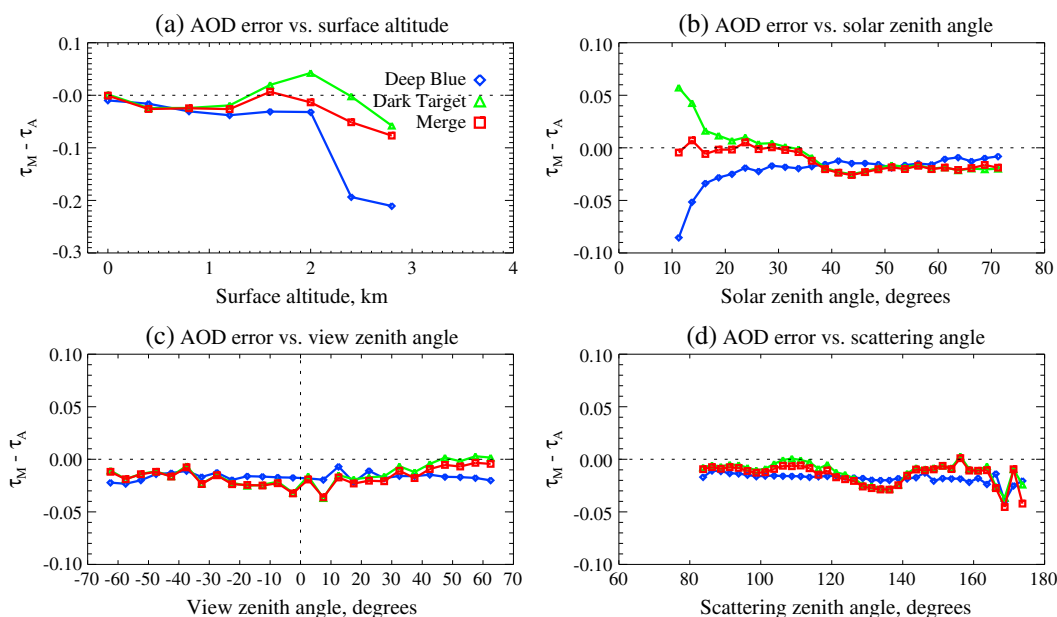 (a) AOD error vs. surface altitude
0.1
-0.0
-0.1
-0.2
-0.3
τM - τA
Deep Blue
Dark Target
Merge
0 1 2 3 4
Surface altitude, km
(b) AOD error vs. solar zenith angle
0.10
0.05
0.00
-0.05
-0.10
τM - τA
0 10 20 30 40 50 60 70 80
Solar zenith angle, degrees
(c) AOD error vs. view zenith angle
0.10
0.05
0.00
-0.05
-0.10
τM - τA
-70 -60 -50 -40 -30 -20 -10 0 10 20 30 40 50 60 70
View zenith angle, degrees
(d) AOD error vs. scattering angle
0.10
0.05
0.00
-0.05
-0.10
τM - τA
60 80 100 120 140 160 180
Scattering zenith angle, degrees